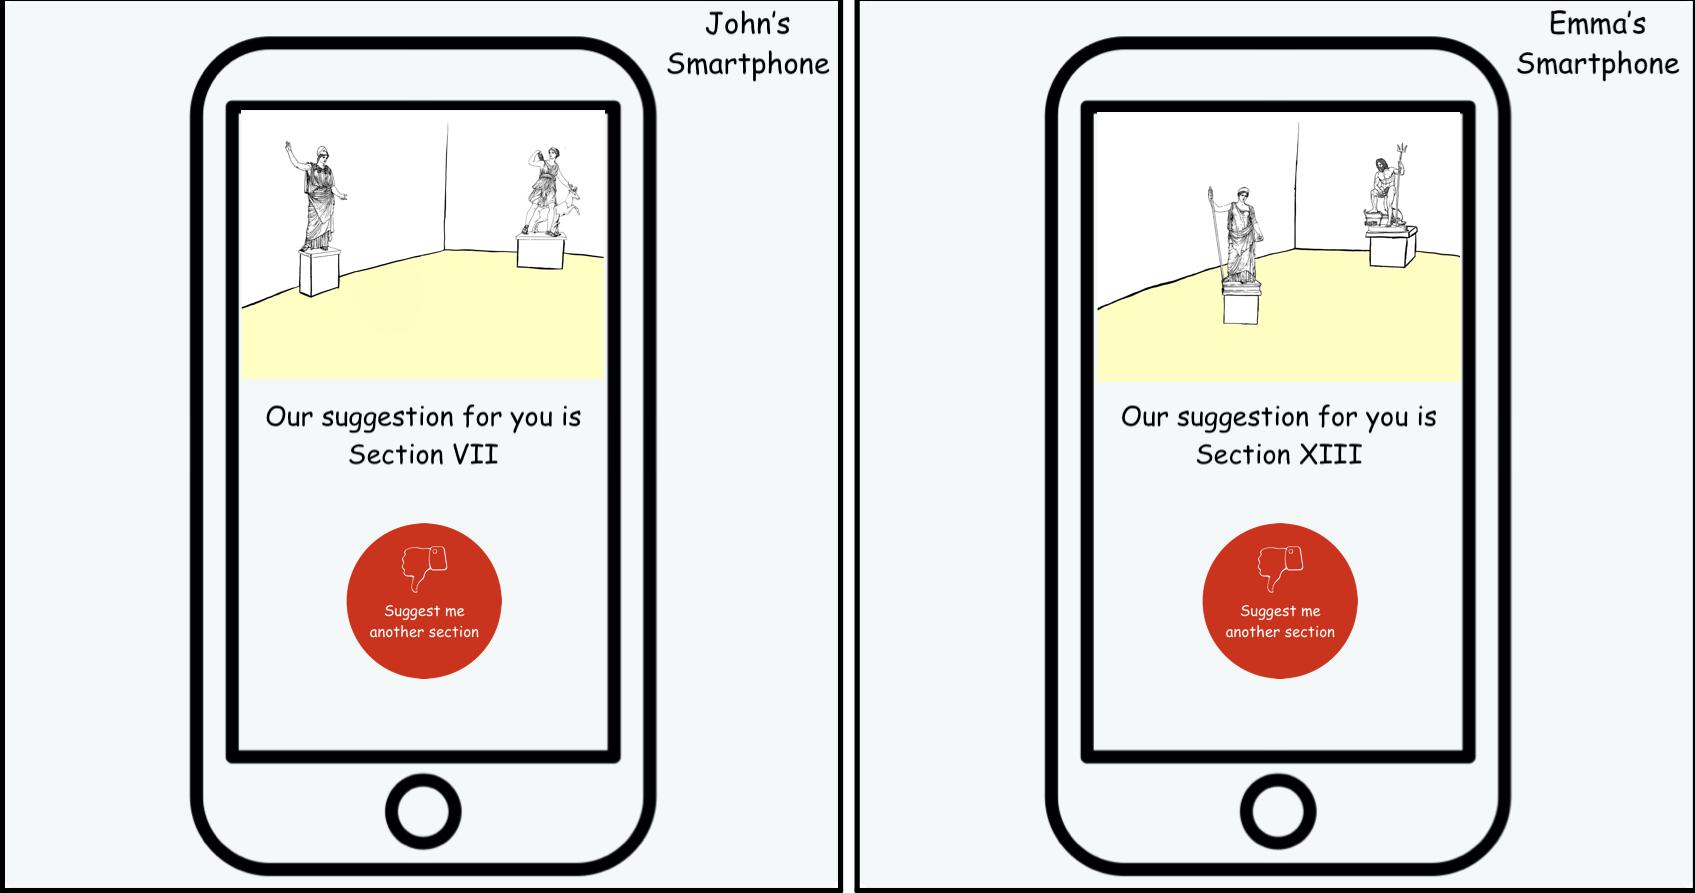 John's
Smartphone
Our suggestion for you is
Section VII
Suggest me
another section
Emma's
Smartphone
Our suggestion for you is
Section XIII
Suggest me
another section